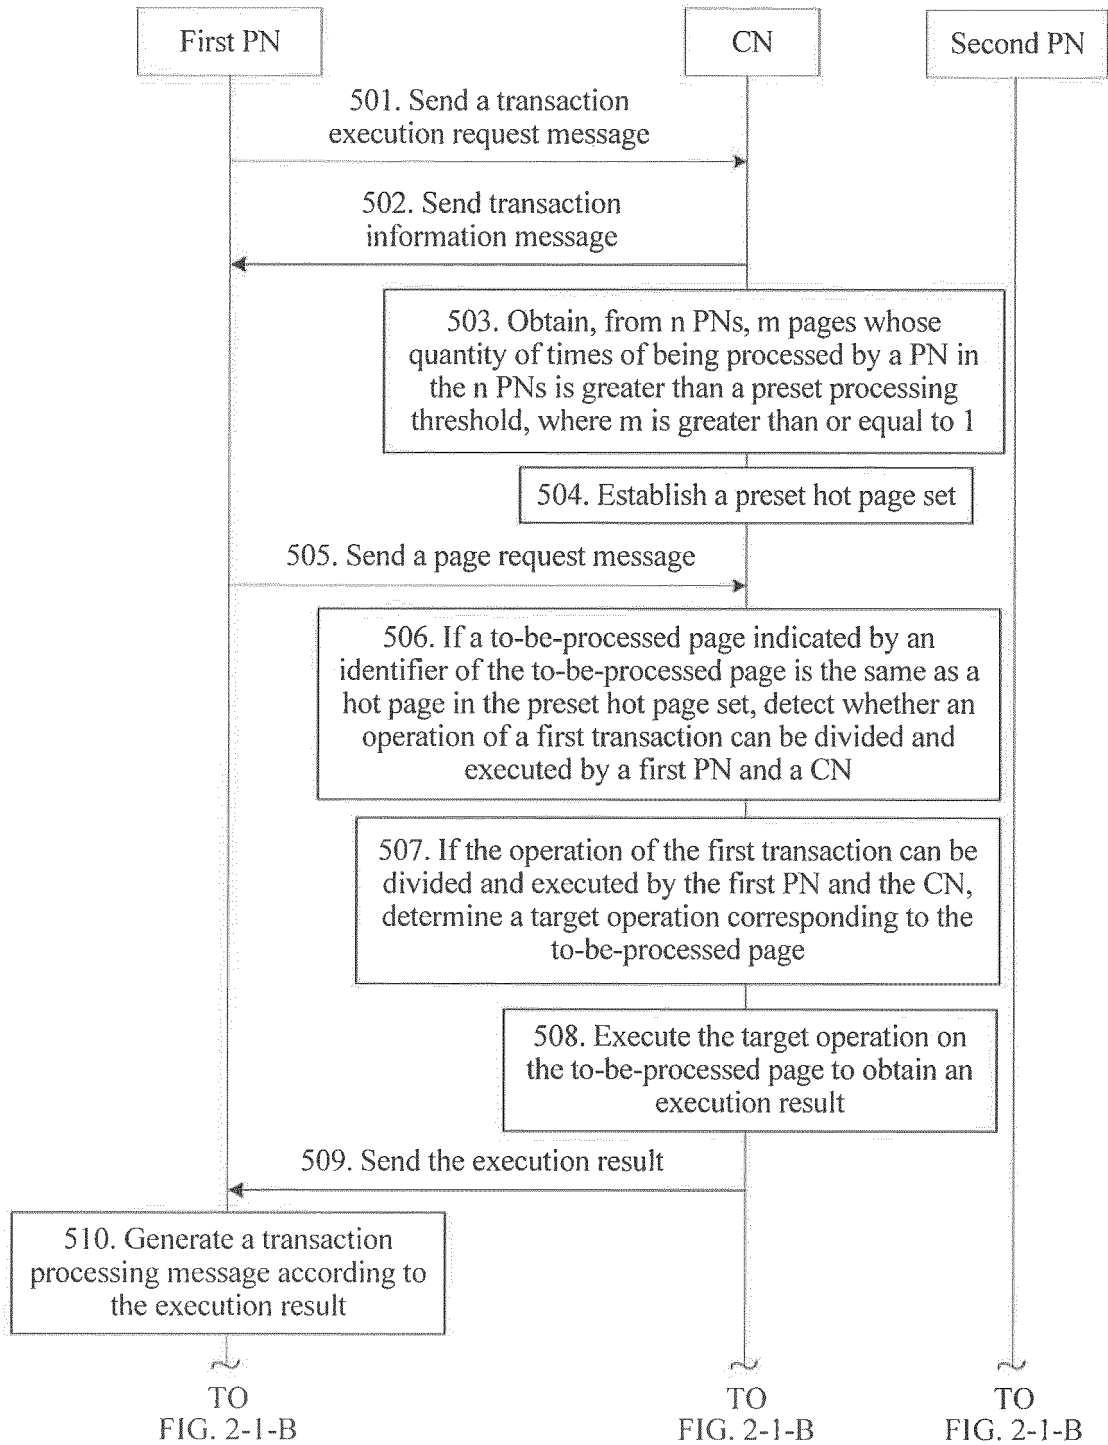 First PN
CN
Second PN
501. Send a transaction
execution request message
502. Send transaction
information message
503. Obtain, from n PNs, m pages whose
quantity of times of being processed by a PN in
the n PNs is greater than a preset processing
threshold, where m is greater than or equal to 1
504. Establish a preset hot page set
505. Send a page request message
506. If a to-be-processed page indicated by an
identifier of the to-be-processed page is the same as a
hot page in the preset hot page set, detect whether an
operation of a first transaction can be divided and
executed by a first PN and a CN
507. If the operation of the first transaction can be
divided and executed by the first PN and the CN,
determine a target operation corresponding to the
to-be-processed page
508. Execute the target operation on
the to-be-processed page to obtain an
execution result
509. Send the execution result
510. Generate a transaction
processing message according to
the execution result
TO
FIG. 2-1-B
TO
FIG. 2-1-B
TO
FIG. 2-1-B